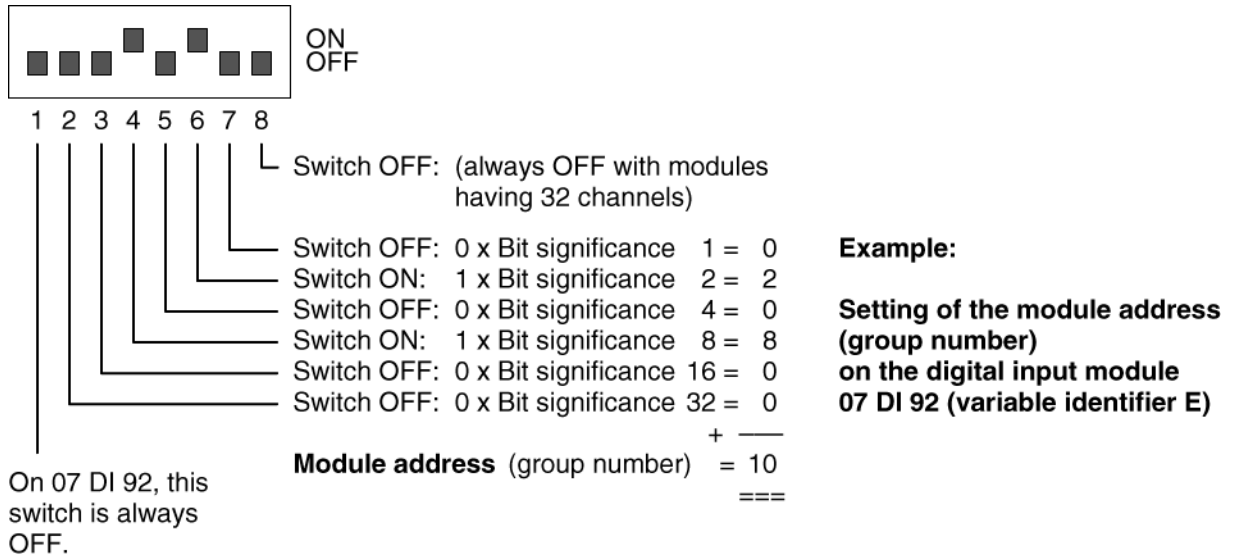 ON
OFF
1 2 3 4 5 6 7 8
Switch OFF: (always OFF with modules
having 32 channels)
Switch OFF: 0 x Bit significance 1 = 0
Switch ON: 1 x Bit significance 2 = 2
Switch OFF: 0 x Bit significance 4 = 0
Switch ON: 1 x Bit significance 8 = 8
Switch OFF: 0 x Bit significance 16 = 0
Switch OFF: 0 x Bit significance 32 = 0
+
Module address (group number) = 10
===
Example:
Setting of the module address
(group number)
on the digital input module
07 DI 92 (variable identifier E)
On 07 DI 92, this
switch is always
OFF.